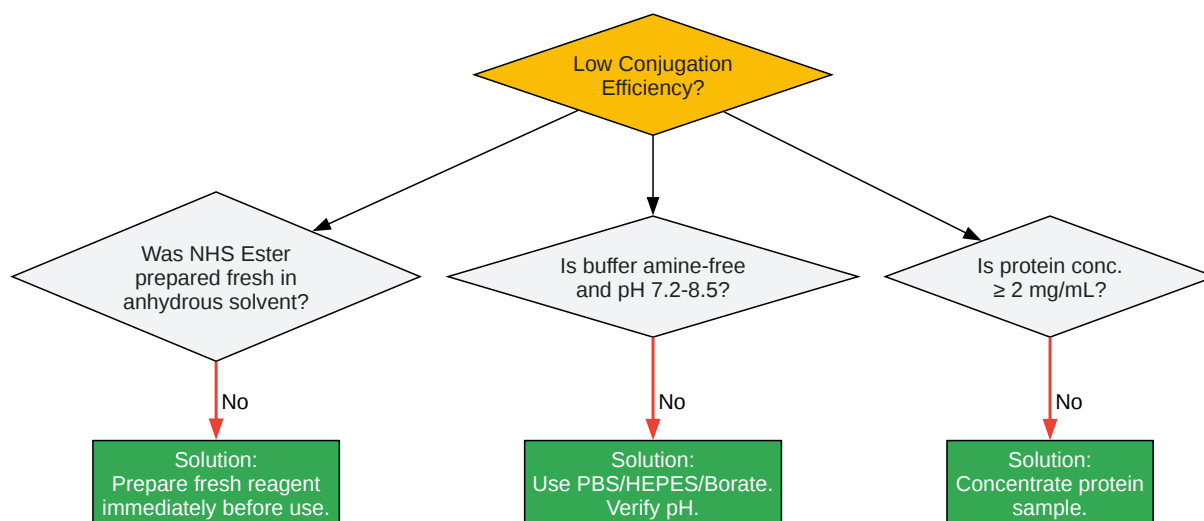 Low Conjugation
Efficiency?
Was NHS Ester
prepared fresh in
anhydrous solvent?
Is buffer amine-free
and pH 7.2-8.5?
Is protein conc.
≥ 2 mg/mL?
No
No
No
Solution:
Prepare fresh reagent
immediately before use.
Solution:
Use PBS/HEPES/Borate.
Verify pH.
Solution:
Concentrate protein
sample.